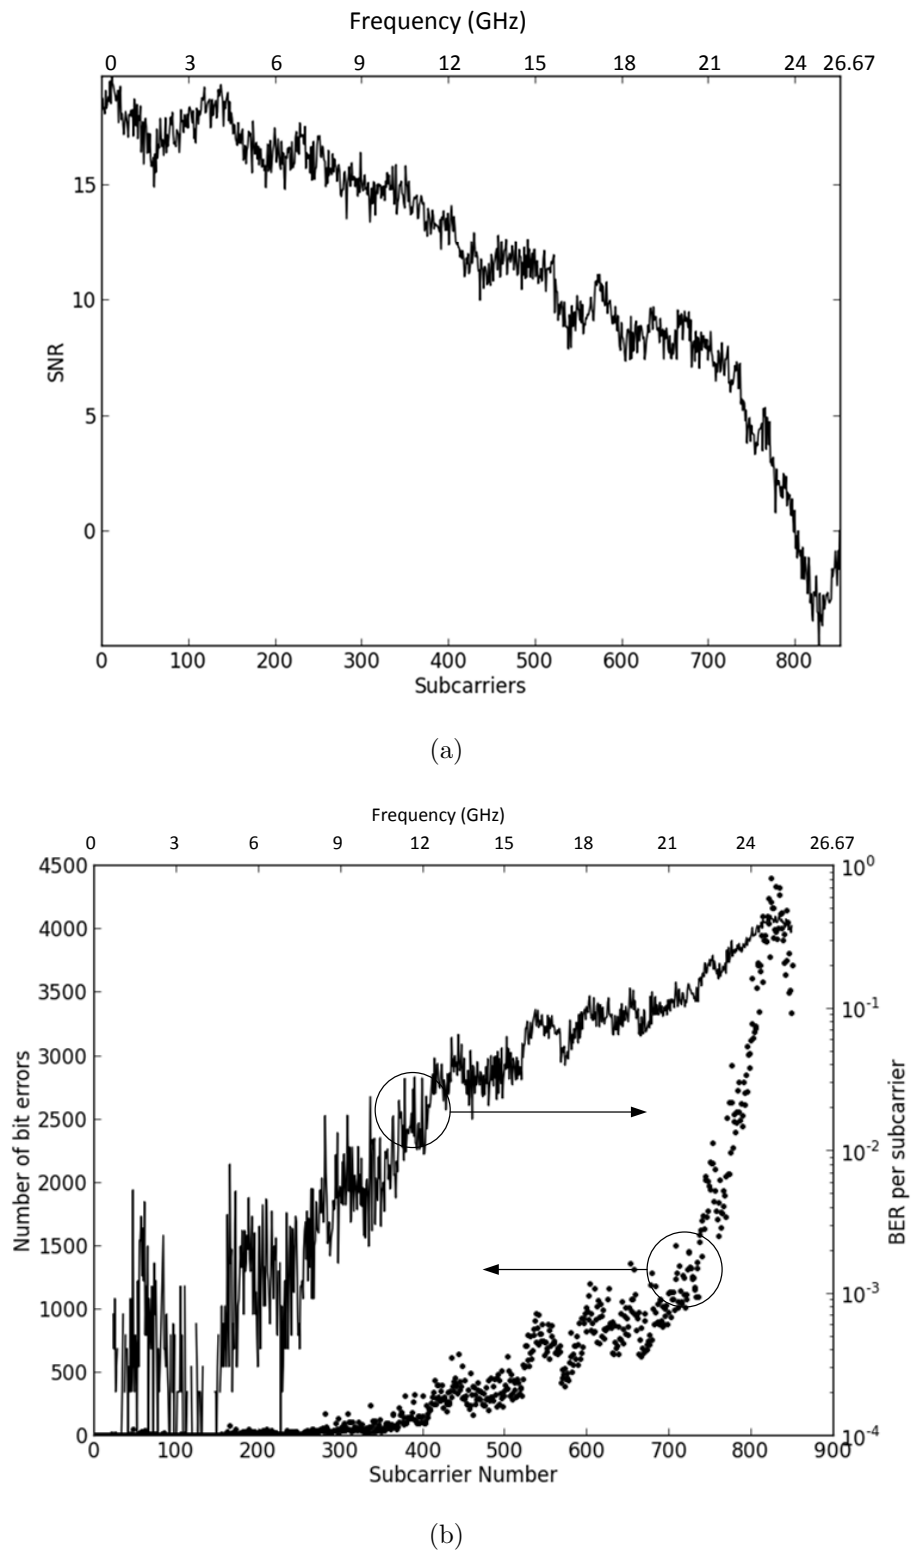 Frequency (GHz)
0 3 6 9 12 15 18 21 24 26.67
15
10
5
0
SNR
0 100 200 300 400 500 600 700 800
Subcarriers
(a)
Frequency (GHz)
0 3 6 9 12 15 18 21 24 26.67
4500 10^0
4000
3500
3000 10^-1
2500
2000 10^-2
1500
1000 10^-3
500
0 10^-4
Number of bit errors
BER per subcarrier
0 100 200 300 400 500 600 700 800 900
Subcarrier Number
(b)